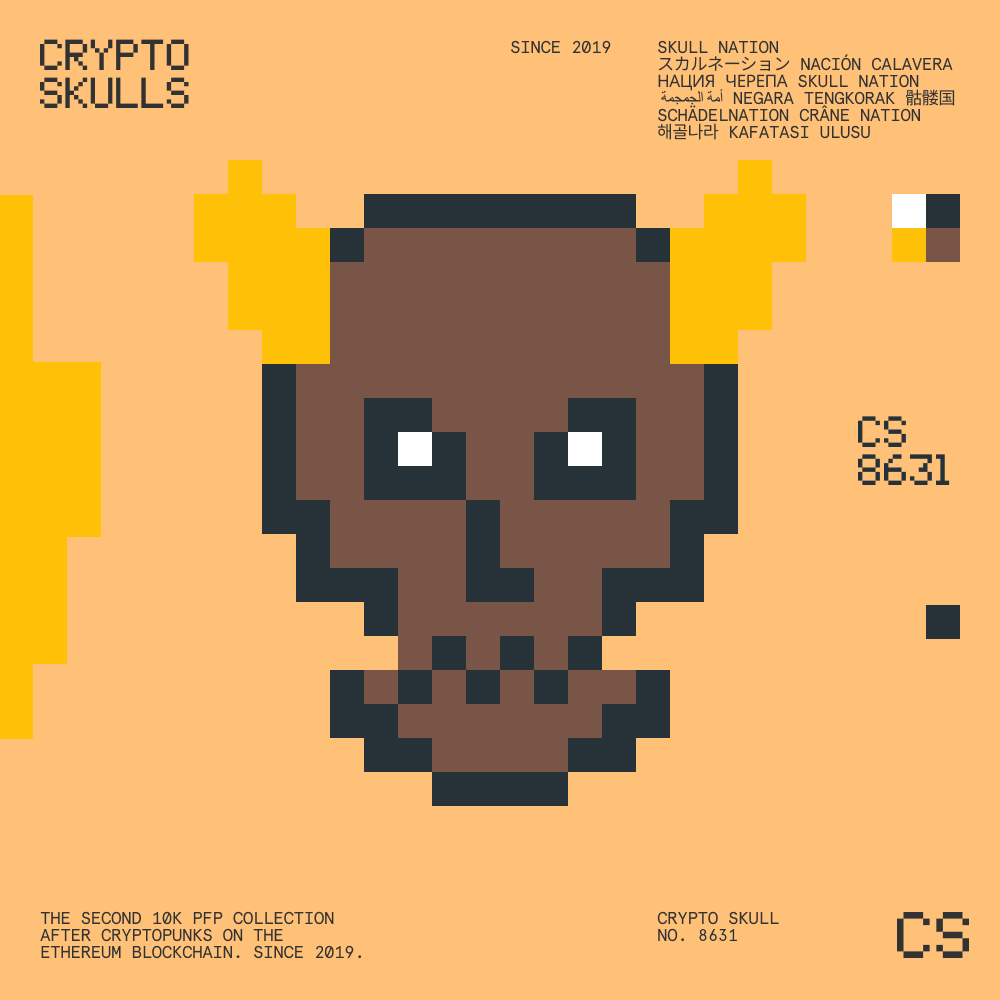 CRYPTO
SKULLS
SINCE 2019
SKULL NATION
スカルネーション NACIÓN CALAVERA
НАЦИЯ ЧЕРЕПА SKULL NATION
أمة الجمجمة NEGARA TENGKORAK 骷髅国
SCHÄDELNATION CRÂNE NATION
해골나라 KAFATASI ULUSU
CS
8631
THE SECOND 10K PFP COLLECTION
AFTER CRYPTOPUNKS ON THE
ETHEREUM BLOCKCHAIN. SINCE 2019.
CRYPTO SKULL
NO. 8631
CS